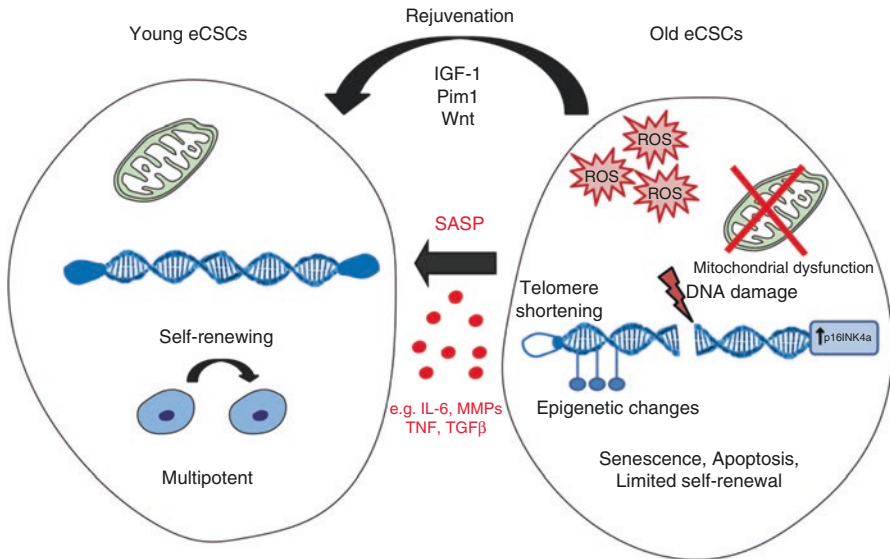 Young eCSCs
Rejuvenation
Old eCSCs
IGF-1
Pim1
Wnt
ROS
ROS
ROS
SASP
Mitochondrial dysfunction
DNA damage
Telomere
shortening
p16INK4a
Self-renewing
e.g. IL-6, MMPs
TNF, TGFβ
Epigenetic changes
Multipotent
Senescence, Apoptosis,
Limited self-renewal